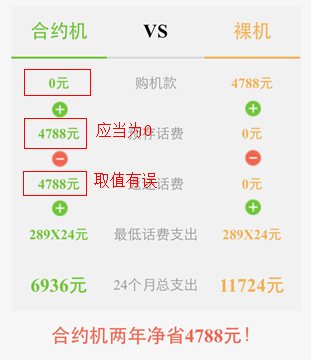 合约机 VS 裸机
0元 购机款 4788元
4788元 应当为0 预存话费 0元
4788元 取值有误 话费 0元
289X24元 最低话费支出 289X24元
6936元 24个月总支出 11724元
合约机两年净省4788元!